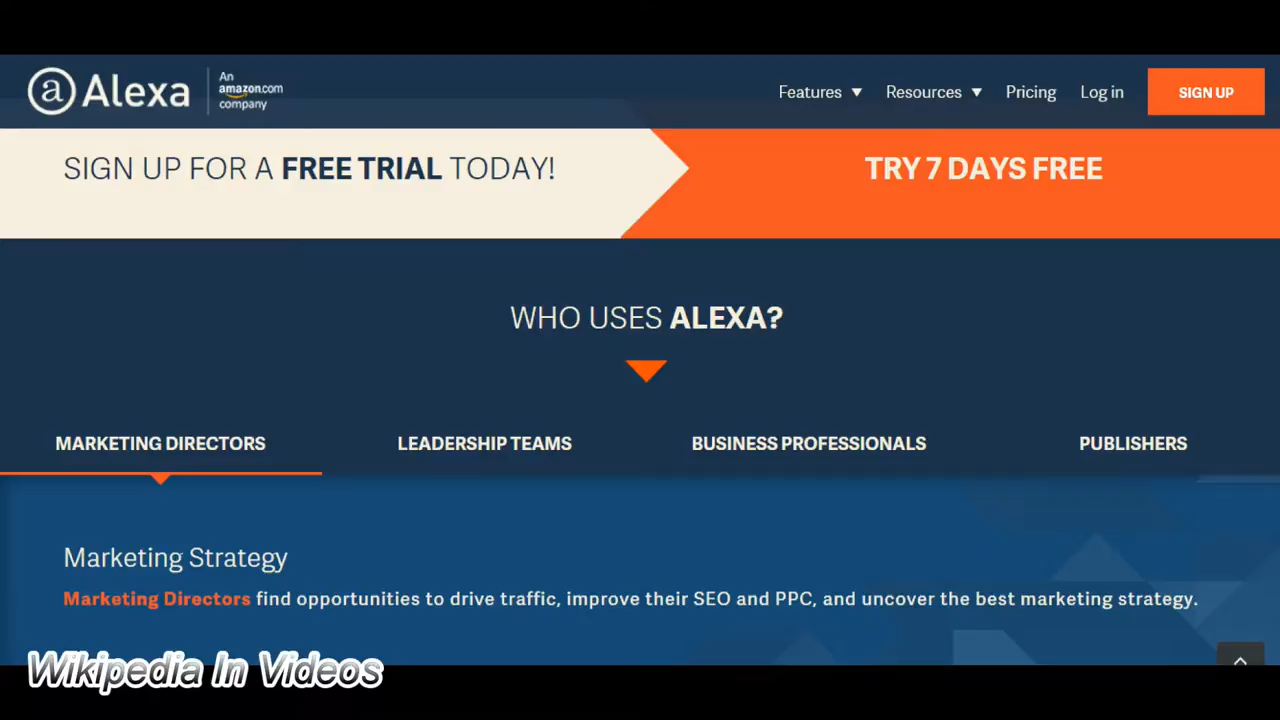 Alexa
An
amazon.com
company
Features
Resources
Pricing
Log in
SIGN UP
SIGN UP FOR A FREE TRIAL TODAY!
TRY 7 DAYS FREE
WHO USES ALEXA?
MARKETING DIRECTORS
LEADERSHIP TEAMS
BUSINESS PROFESSIONALS
PUBLISHERS
Marketing Strategy
Marketing Directors find opportunities to drive traffic, improve their SEO and PPC, and uncover the best marketing strategy.
Wikipedia In Videos